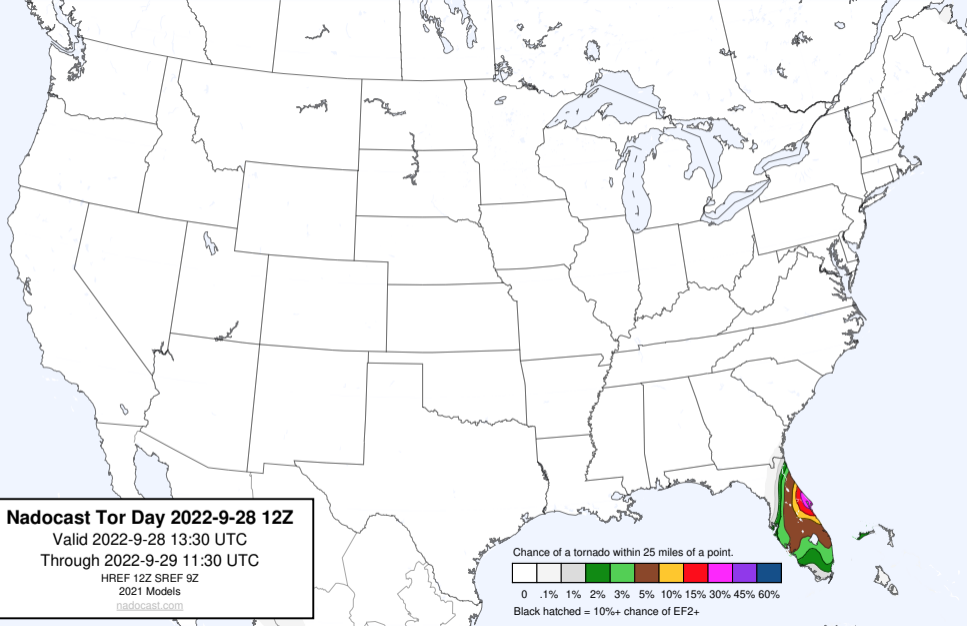 Nadocast Tor Day 2022-9-28 12Z
Valid 2022-9-28 13:30 UTC
Through 2022-9-29 11:30 UTC
HREF 12Z SREF 9Z
2021 Models
nadocast.com
Chance of a tornado within 25 miles of a point.
0 .1% 1% 2% 3% 5% 10% 15% 30% 45% 60%
Black hatched = 10%+ chance of EF2+